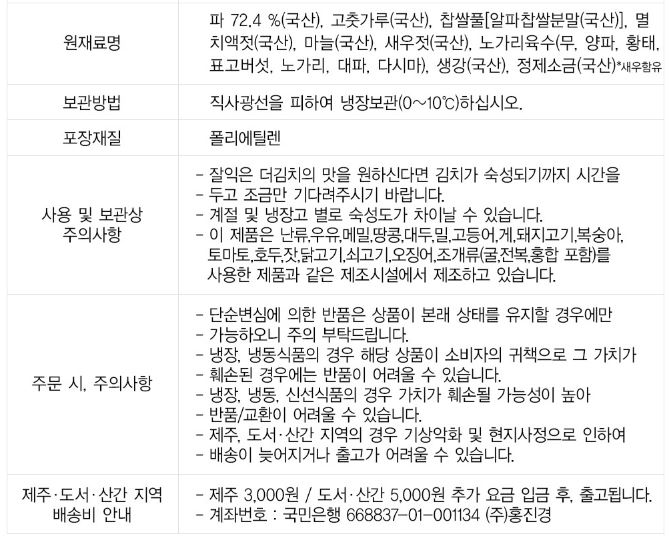 파 72.4 %(국산), 고춧가루(국산), 찹쌀풀[알파찹쌀분말(국산)], 멸
원재료명
치액젓(국산), 마늘(국산), 새우젓(국산), 노가리육수(무, 양파, 황태,
표고버섯, 노가리, 대파, 다시마), 생강(국산), 정제소금(국산)*새우함유
보관방법
직사광선을 피하여 냉장보관(0~10℃)하십시오.
포장재질
폴리에틸렌
사용 및 보관상
주의사항
- 잘익은 더김치의 맛을 원하신다면 김치가 숙성되기까지 시간을
- 두고 조금만 기다려주시기 바랍니다.
- 계절 및 냉장고 별로 숙성도가 차이날 수 있습니다.
- 이 제품은 난류,우유,메밀,땅콩,대두,밀,고등어,게,돼지고기,복숭아,
토마토,호두,잣,닭고기,쇠고기,오징어,조개류(굴,전복,홍합 포함)를
사용한 제품과 같은 제조시설에서 제조하고 있습니다.
주문 시, 주의사항
- 단순변심에 의한 반품은 상품이 본래 상태를 유지할 경우에만
- 가능하오니 주의 부탁드립니다.
- 냉장, 냉동식품의 경우 해당 상품이 소비자의 귀책으로 그 가치가
- 훼손된 경우에는 반품이 어려울 수 있습니다.
- 냉장, 냉동, 신선식품의 경우 가치가 훼손될 가능성이 높아
- 반품/교환이 어려울 수 있습니다.
- 제주, 도서·산간 지역의 경우 기상악화 및 현지사정으로 인하여
- 배송이 늦어지거나 출고가 어려울 수 있습니다.
제주·도서·산간 지역
배송비 안내
- 제주 3,000원 / 도서·산간 5,000원 추가 요금 입금 후, 출고됩니다.
- 계좌번호 : 국민은행 668837-01-001134 (주)홍진경